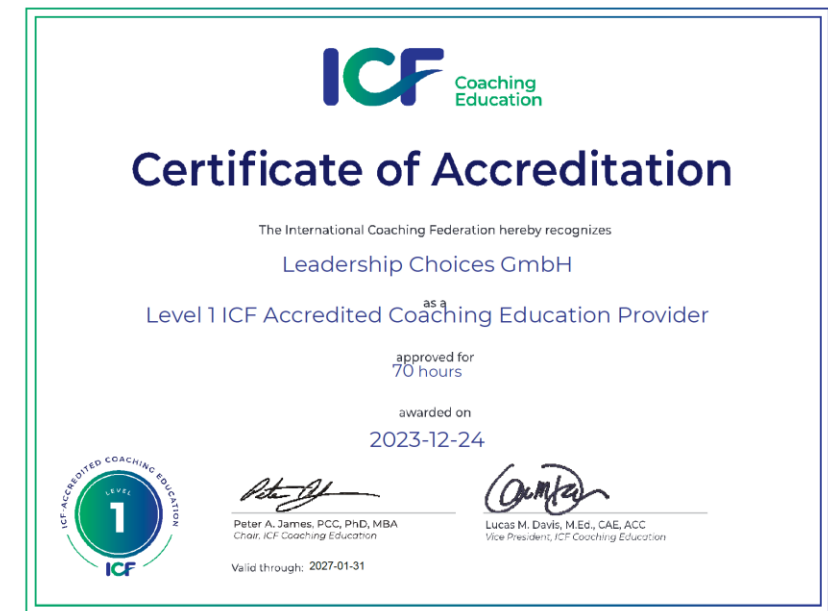 ICF
Coaching
Education
Certificate of Accreditation
The International Coaching Federation hereby recognizes
Leadership Choices GmbH
as a
Level 1 ICF Accredited Coaching Education Provider
approved for
70 hours
awarded on
2023-12-24
ICF-ACCREDITED COACHING EDUCATION
LEVEL
1
ICF
Peter A. James, PCC, PhD, MBA
Chair, ICF Coaching Education
Lucas M. Davis, M.Ed., CAE, ACC
Vice President, ICF Coaching Education
Valid through: 2027-01-31